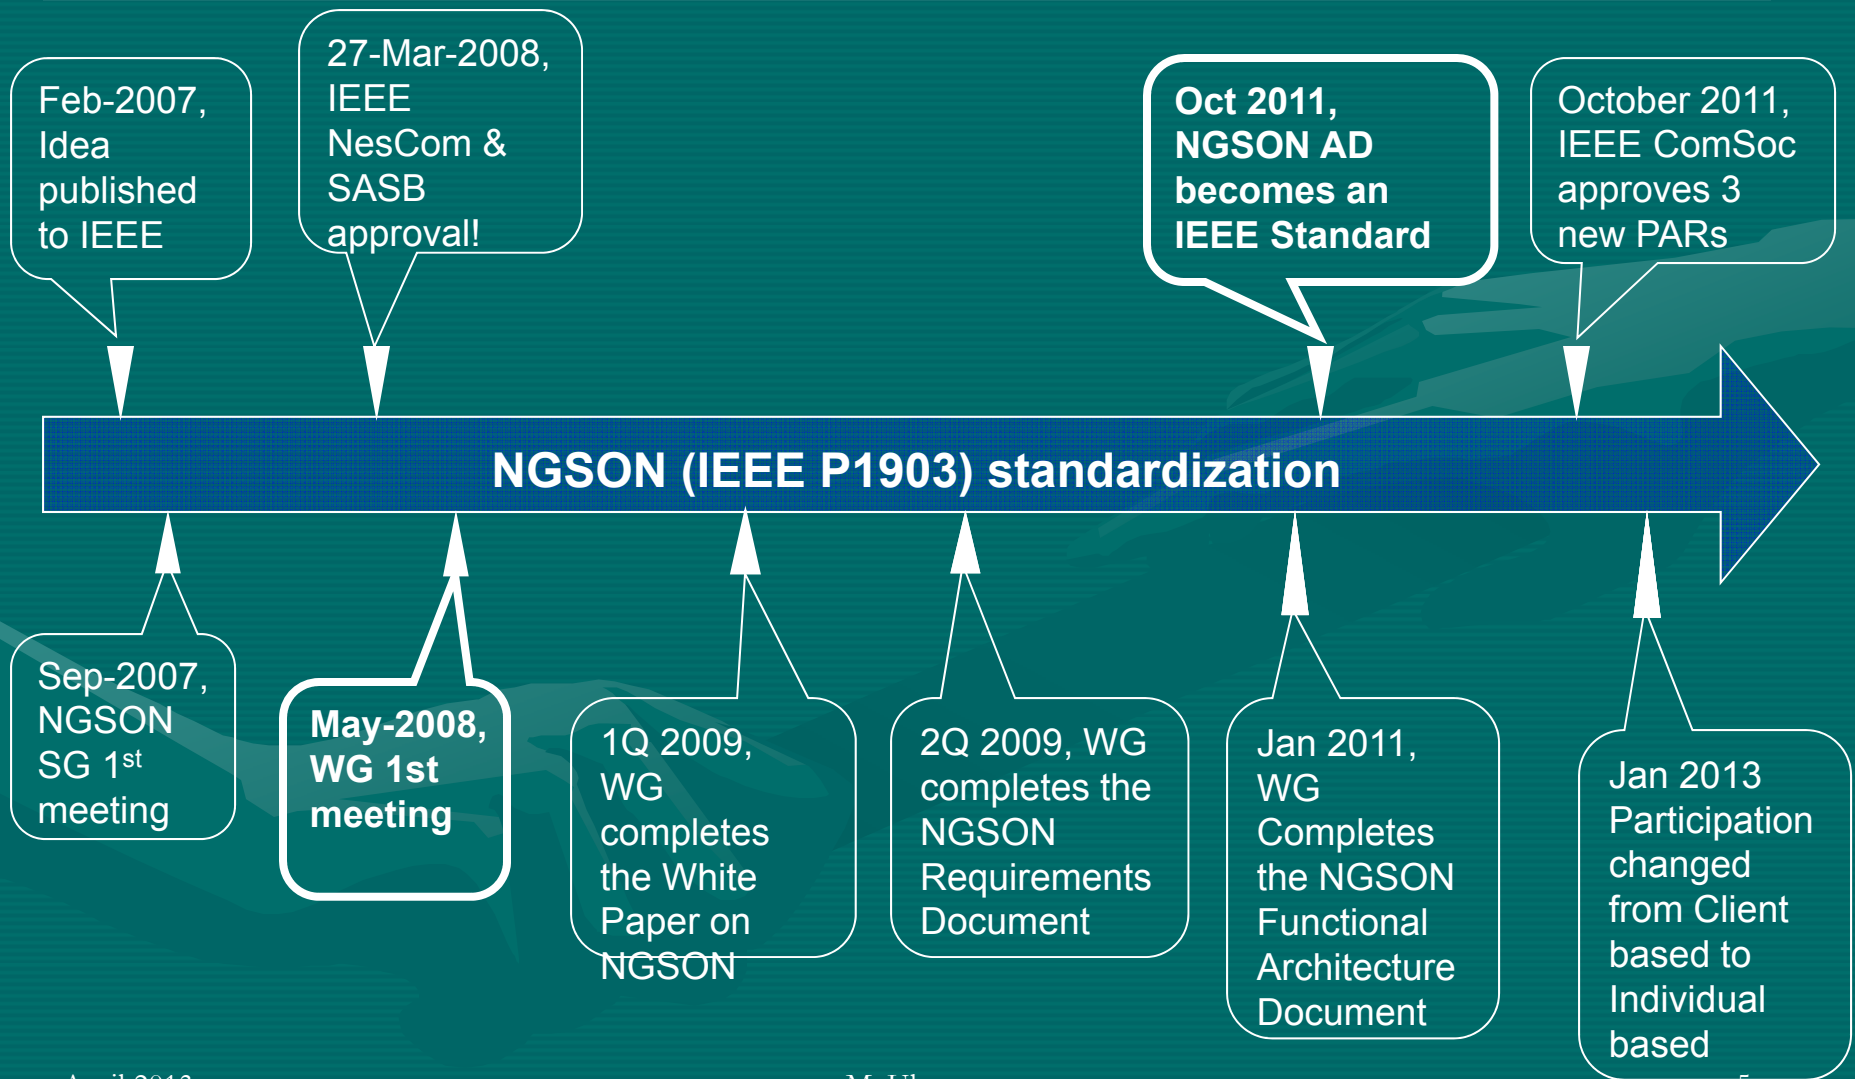 Feb-2007,
Idea
published
to IEEE
27-Mar-2008,
IEEE
NesCom &
SASB
approval!
Oct 2011,
NGSON AD
becomes an
IEEE Standard
October 2011,
IEEE ComSoc
approves 3
new PARs
NGSON (IEEE P1903) standardization
Sep-2007,
NGSON
SG 1st
meeting
May-2008,
WG 1st
meeting
1Q 2009,
WG
completes
the White
Paper on
NGSON
2Q 2009, WG
completes the
NGSON
Requirements
Document
Jan 2011,
WG
Completes
the NGSON
Functional
Architecture
Document
Jan 2013
Participation
changed
from Client
based to
Individual
based